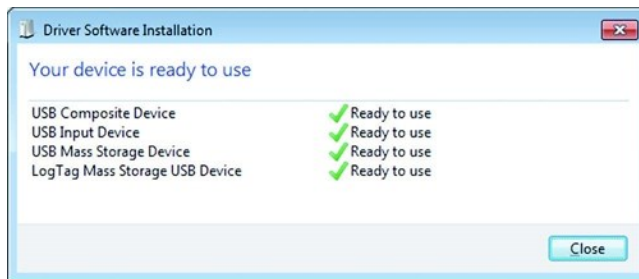 Driver Software Installation
Your device is ready to use
USB Composite Device Ready to use
USB Input Device Ready to use
USB Mass Storage Device Ready to use
LogTag Mass Storage USB Device Ready to use
Close